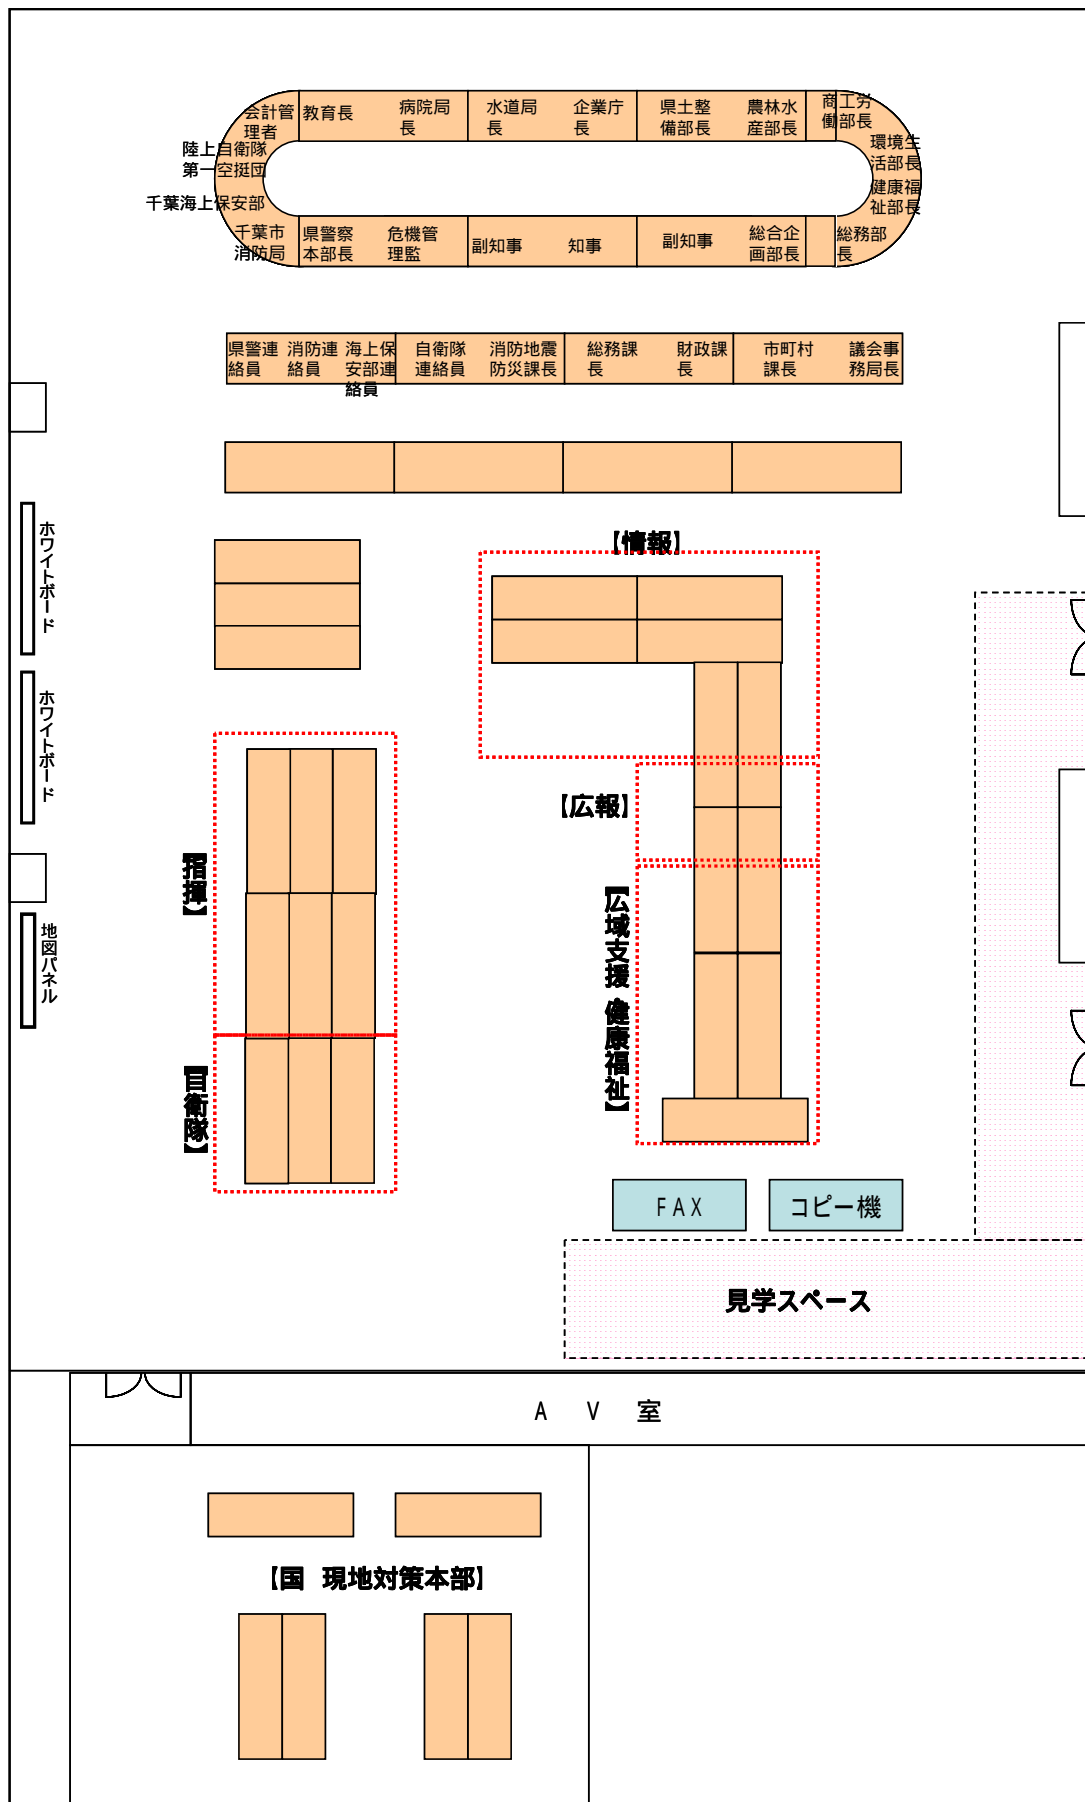 会計管
理者
教育長
病院局
長
水道局
長
企業庁
長
県土整
備部長
農林水
産部長
商工労
働部長
環境生
活部長
健康福
祉部長
陸上自衛隊
第一空挺団
千葉海上保安部
千葉市
消防局
県警察
本部長
危機管
理監
副知事
知事
副知事
総合企
画部長
総務部
長
県警連
絡員
消防連
絡員
海上保
安部連
絡員
自衛隊
連絡員
消防地震
防災課長
総務課
長
財政課
長
市町村
課長
議会事
務局長
ホワイトボード
ホワイトボード
地図パネル
【情報】
【広報】
【指揮】
【広域支援・健康福祉】
【自衛隊】
FAX
コピー機
見学スペース
A V 室
【国 現地対策本部】